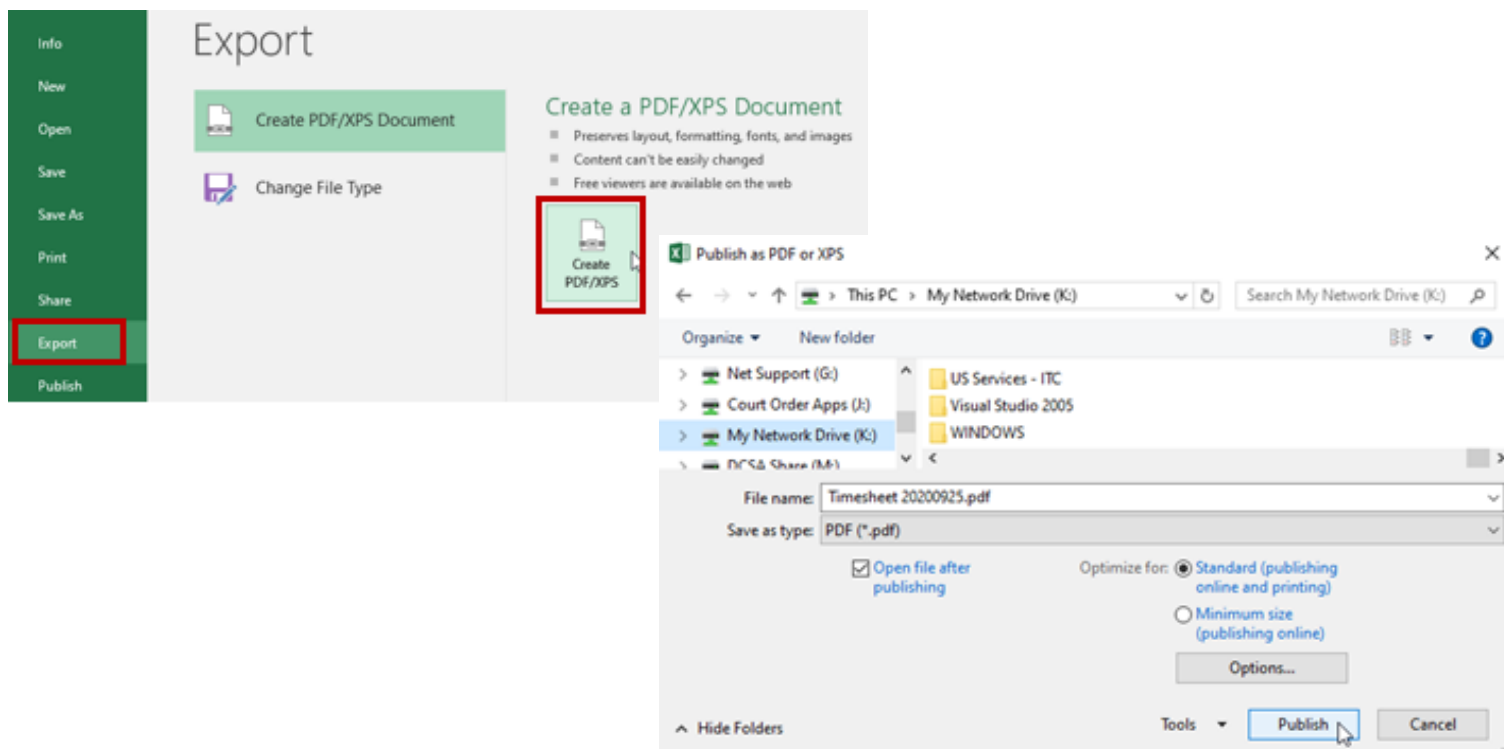 Info
New
Open
Save
Save As
Print
Share
Export
Publish
Export
Create PDF/XPS Document
Change File Type
Create a PDF/XPS Document
Preserves layout, formatting, fonts, and images
Content can't be easily changed
Free viewers are available on the web
Create
PDF/XPS
Publish as PDF or XPS
This PC > My Network Drive (K:)
Search My Network Drive (K:)
Organize
New folder
Net Support (G:)
Court Order Apps (J:)
My Network Drive (K:)
DCSA Share (M:)
US Services - ITC
Visual Studio 2005
WINDOWS
File name: Timesheet 20200925.pdf
Save as type: PDF (*.pdf)
Open file after
publishing
Optimize for: Standard (publishing
online and printing)
Minimum size
(publishing online)
Options...
Hide Folders
Tools
Publish
Cancel